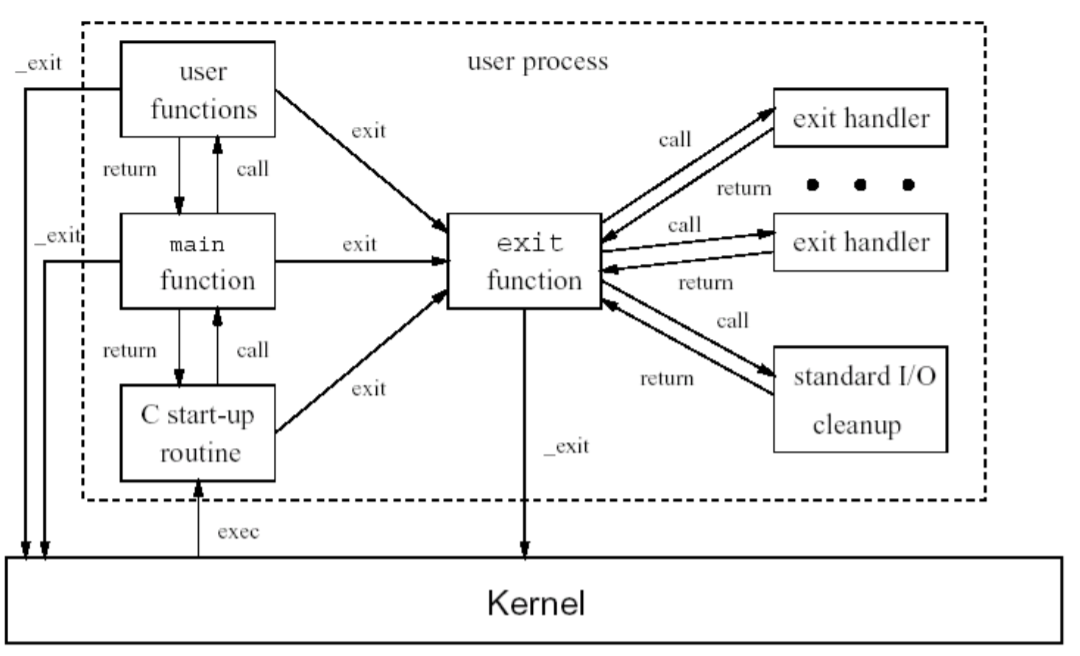 _exit
user
functions
user process
exit
call
exit handler
return
call
return
_exit
main
function
exit
exit
function
call
exit handler
return
return
call
exit
call
return
standard I/O
cleanup
C start-up
routine
_exit
exec
Kernel